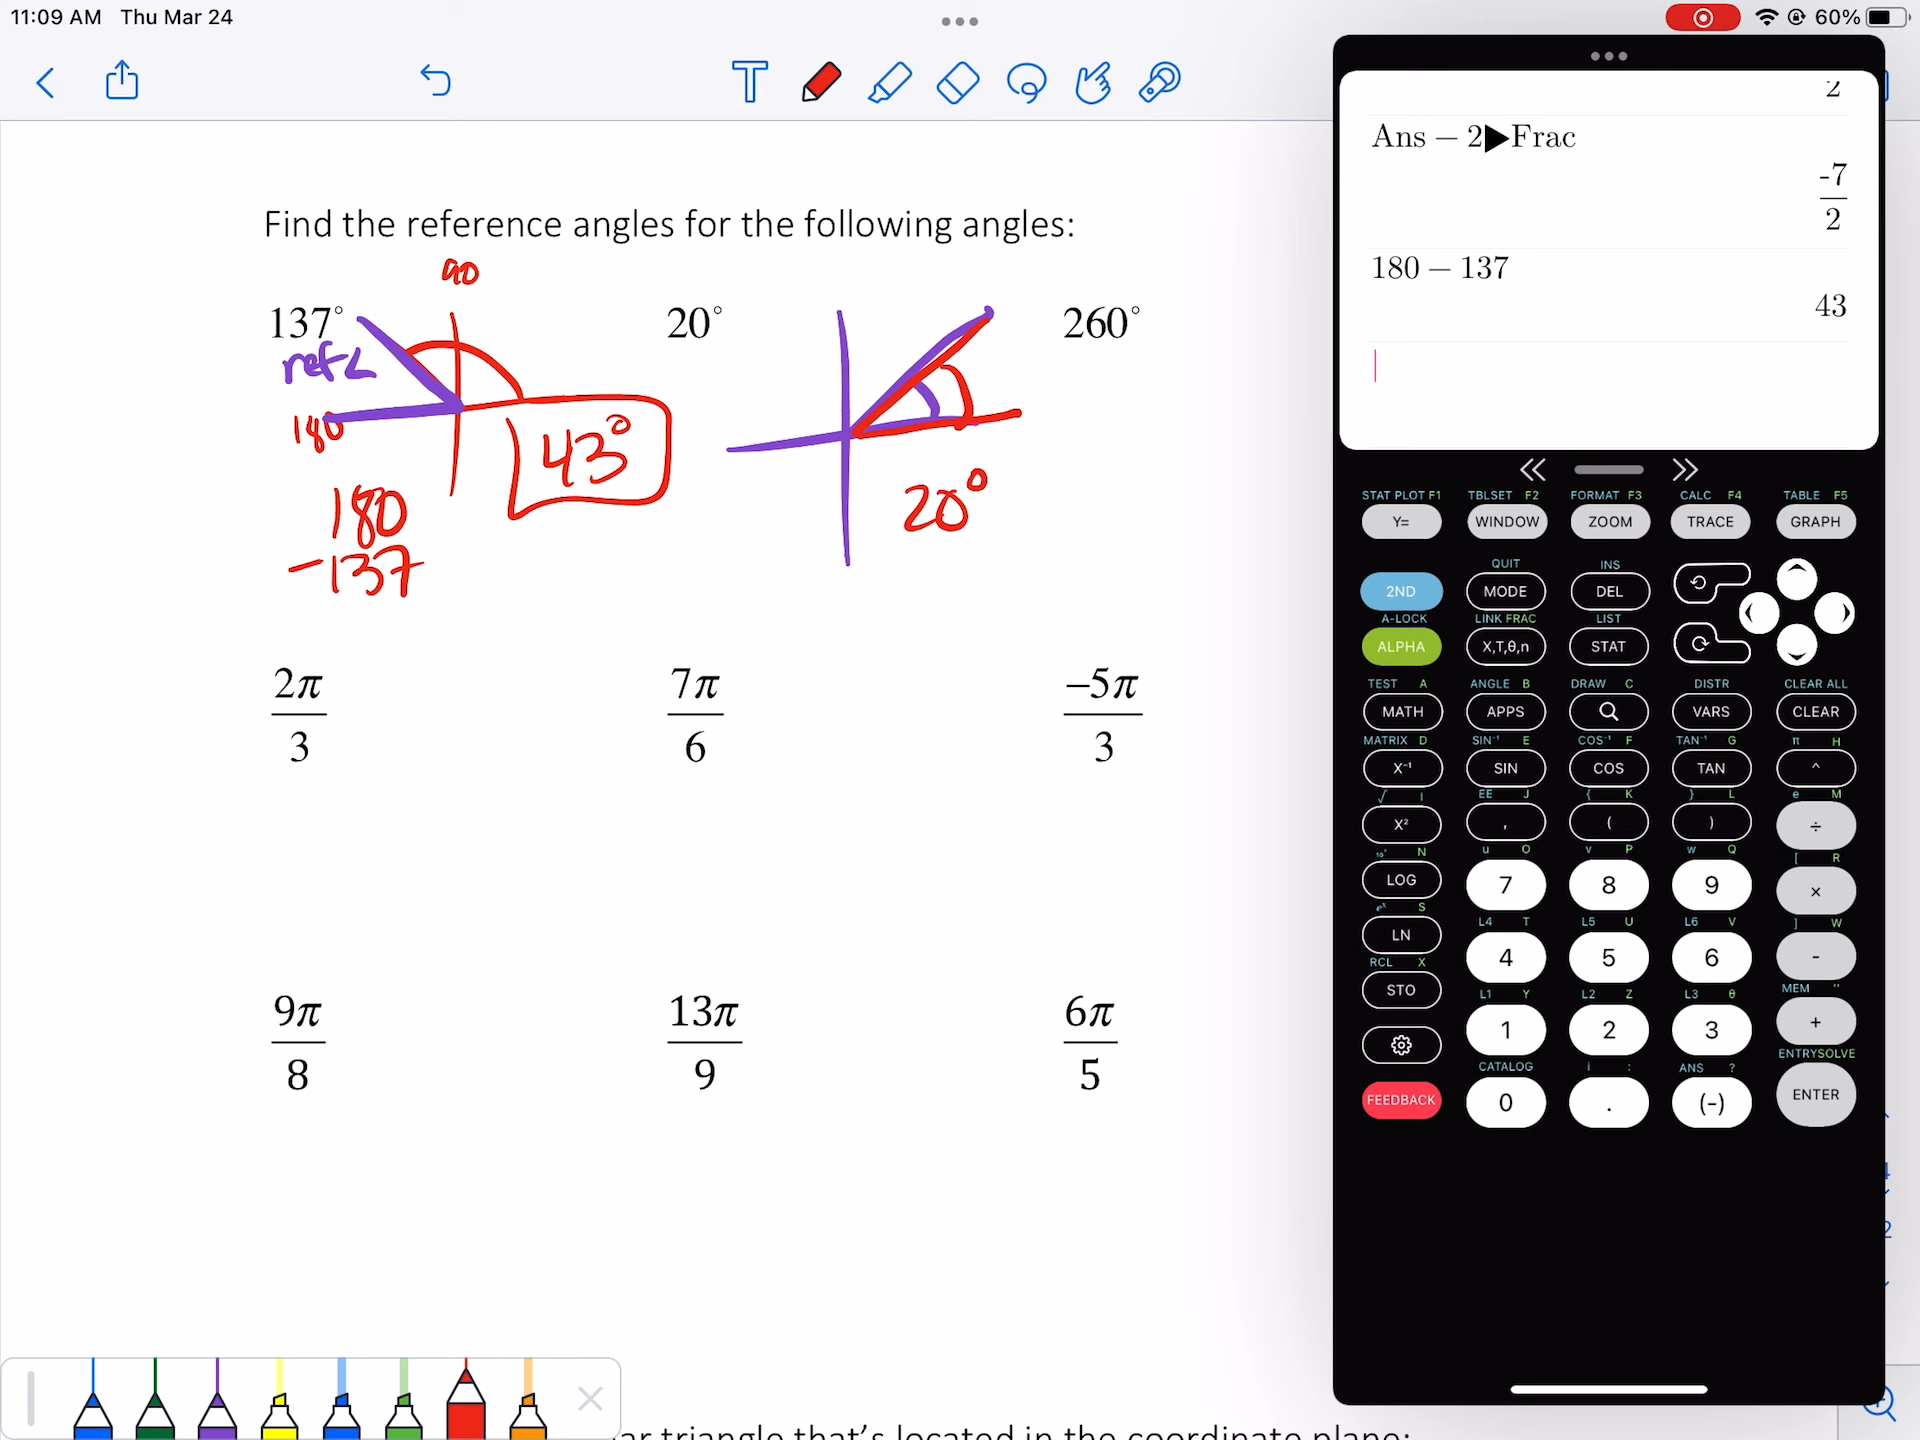 11:09 AM Thu Mar 24
60%
Find the reference angles for the following angles:
90
137°
ref∠
180
43°
180
-137
20°
20°
260°
2π
3
7π
6
−5π
3
9π
8
13π
9
6π
5
ar triangle that's located in the coordinate plane:
2
Ans − 2▶Frac
-7
2
180 − 137
43
STAT PLOT F1 TBLSET F2 FORMAT F3 CALC F4 TABLE F5
Y= WINDOW ZOOM TRACE GRAPH
QUIT INS
2ND MODE DEL
A-LOCK LINK FRAC LIST
ALPHA X,T,θ,n STAT
TEST A ANGLE B DRAW C DISTR CLEAR ALL
MATH APPS VARS CLEAR
MATRIX D SIN⁻¹ E COS⁻¹ F TAN⁻¹ G π H
X⁻¹ SIN COS TAN ^
√ I EE J { K } L e M
X² , ( ) ÷
10ˣ N u O v P w Q [ R
LOG 7 8 9 ×
eˣ S L4 T L5 U L6 V ] W
LN 4 5 6 -
RCL X L1 Y L2 Z L3 θ MEM "
STO 1 2 3 +
CATALOG i : ANS ? ENTRY SOLVE
FEEDBACK 0 . (-) ENTER